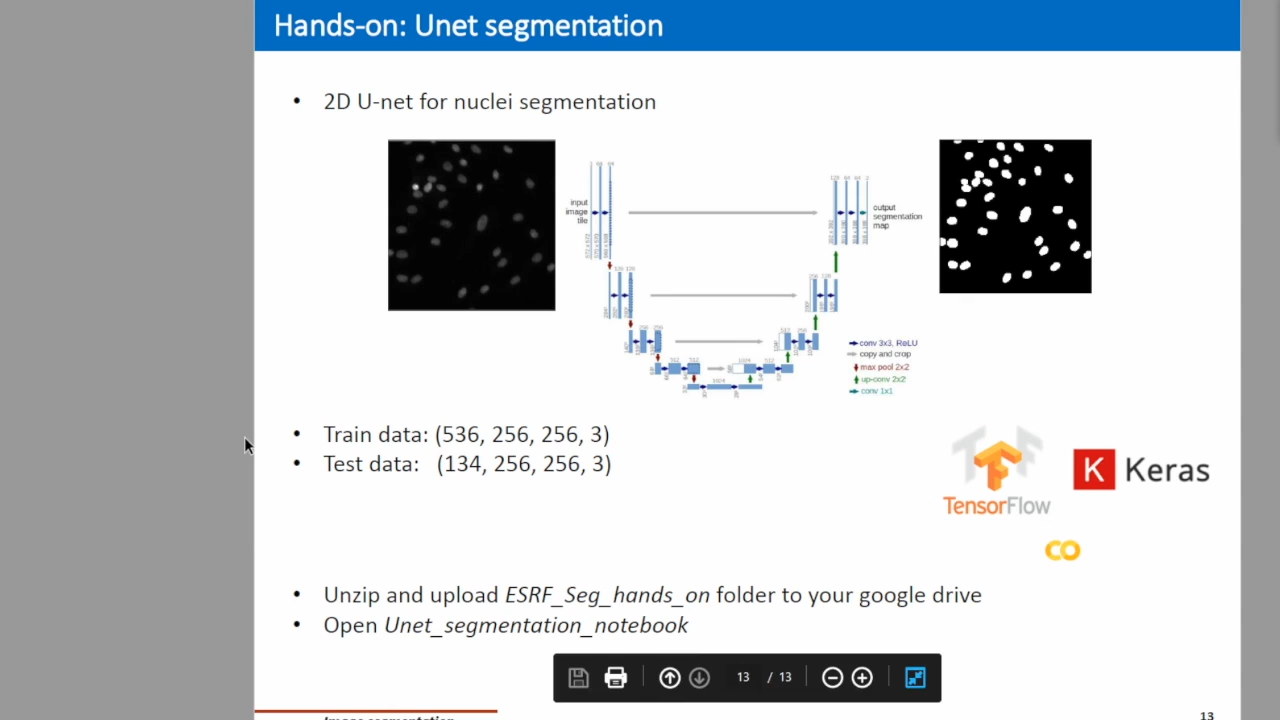 Hands-on: Unet segmentation
• 2D U-net for nuclei segmentation
input
image
tile
output
segmentation
map
conv 3x3, ReLU
copy and crop
max pool 2x2
up-conv 2x2
conv 1x1
• Train data: (536, 256, 256, 3)
• Test data: (134, 256, 256, 3)
TensorFlow
K Keras
CO
• Unzip and upload ESRF_Seg_hands_on folder to your google drive
• Open Unet_segmentation_notebook
13 / 13
Image segmentation
13